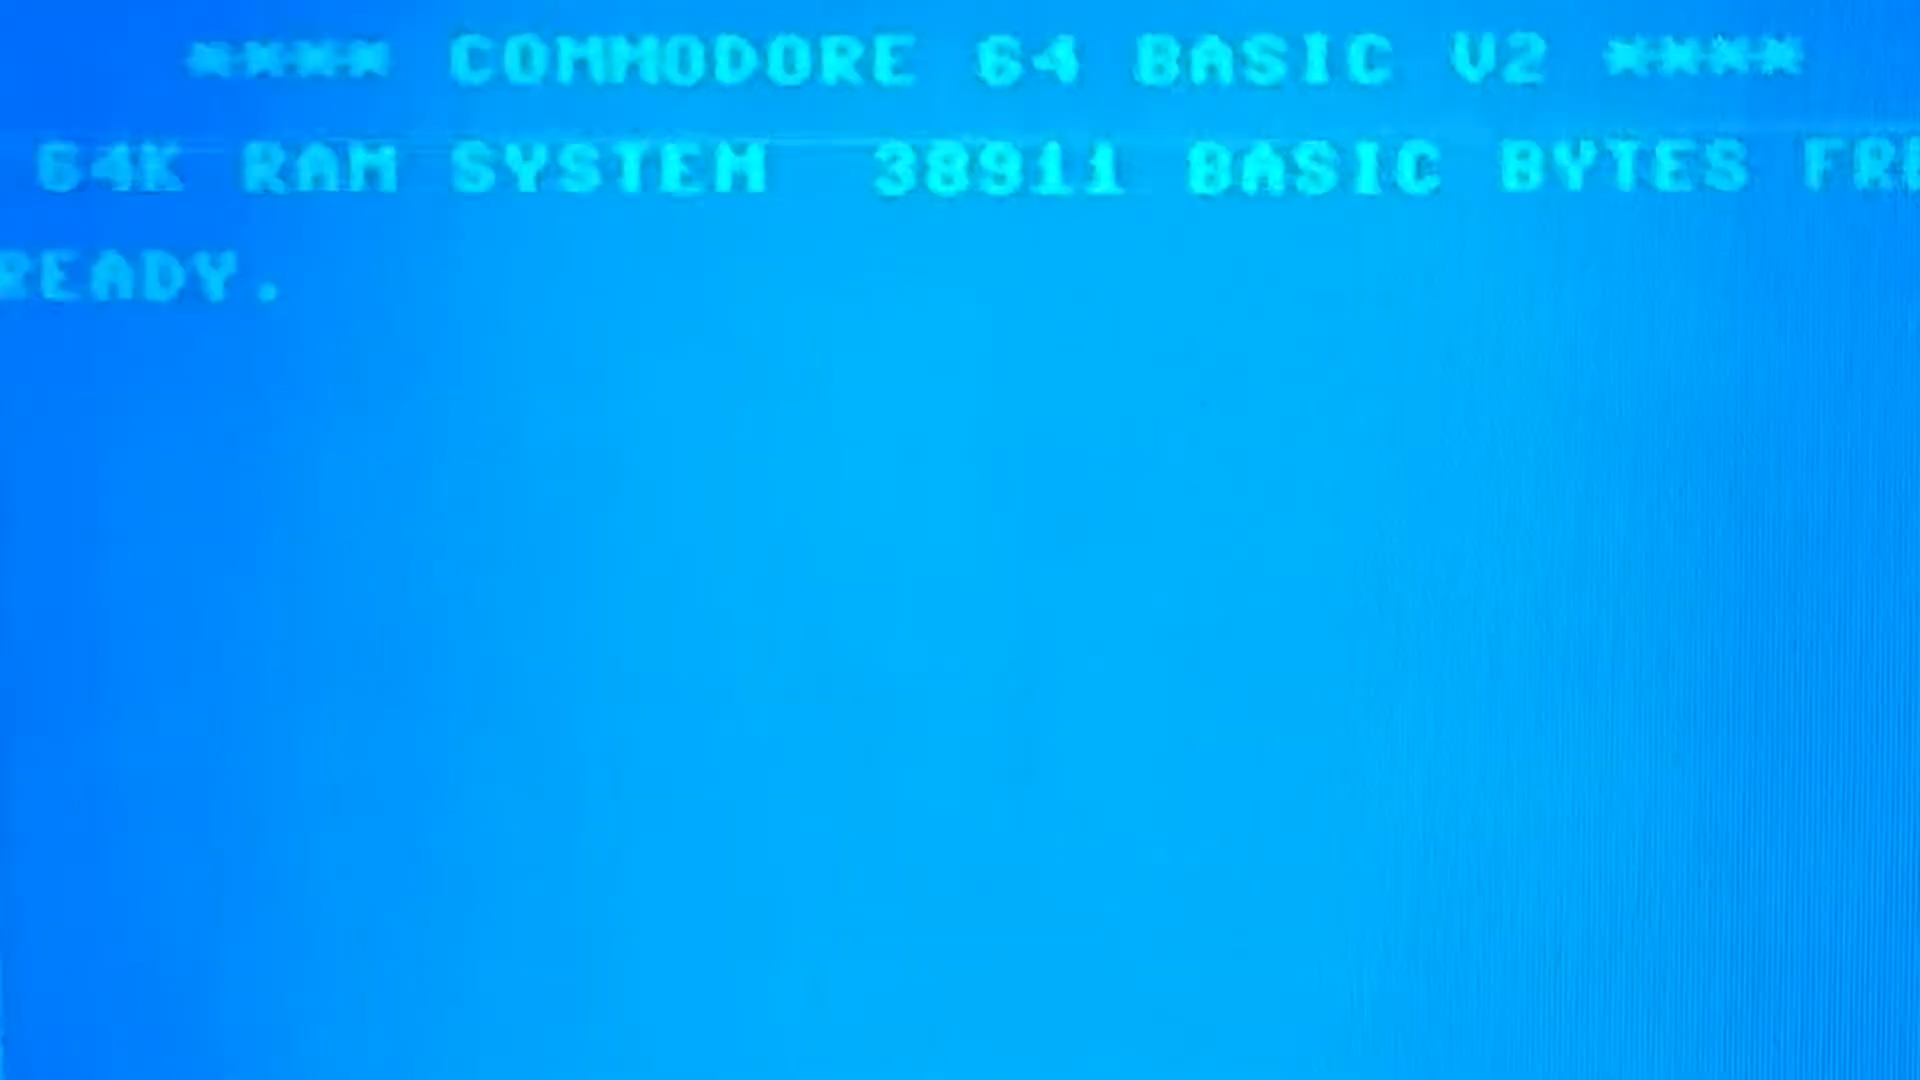 **** COMMODORE 64 BASIC V2 ****
64K RAM SYSTEM  38911 BASIC BYTES FRE
READY.